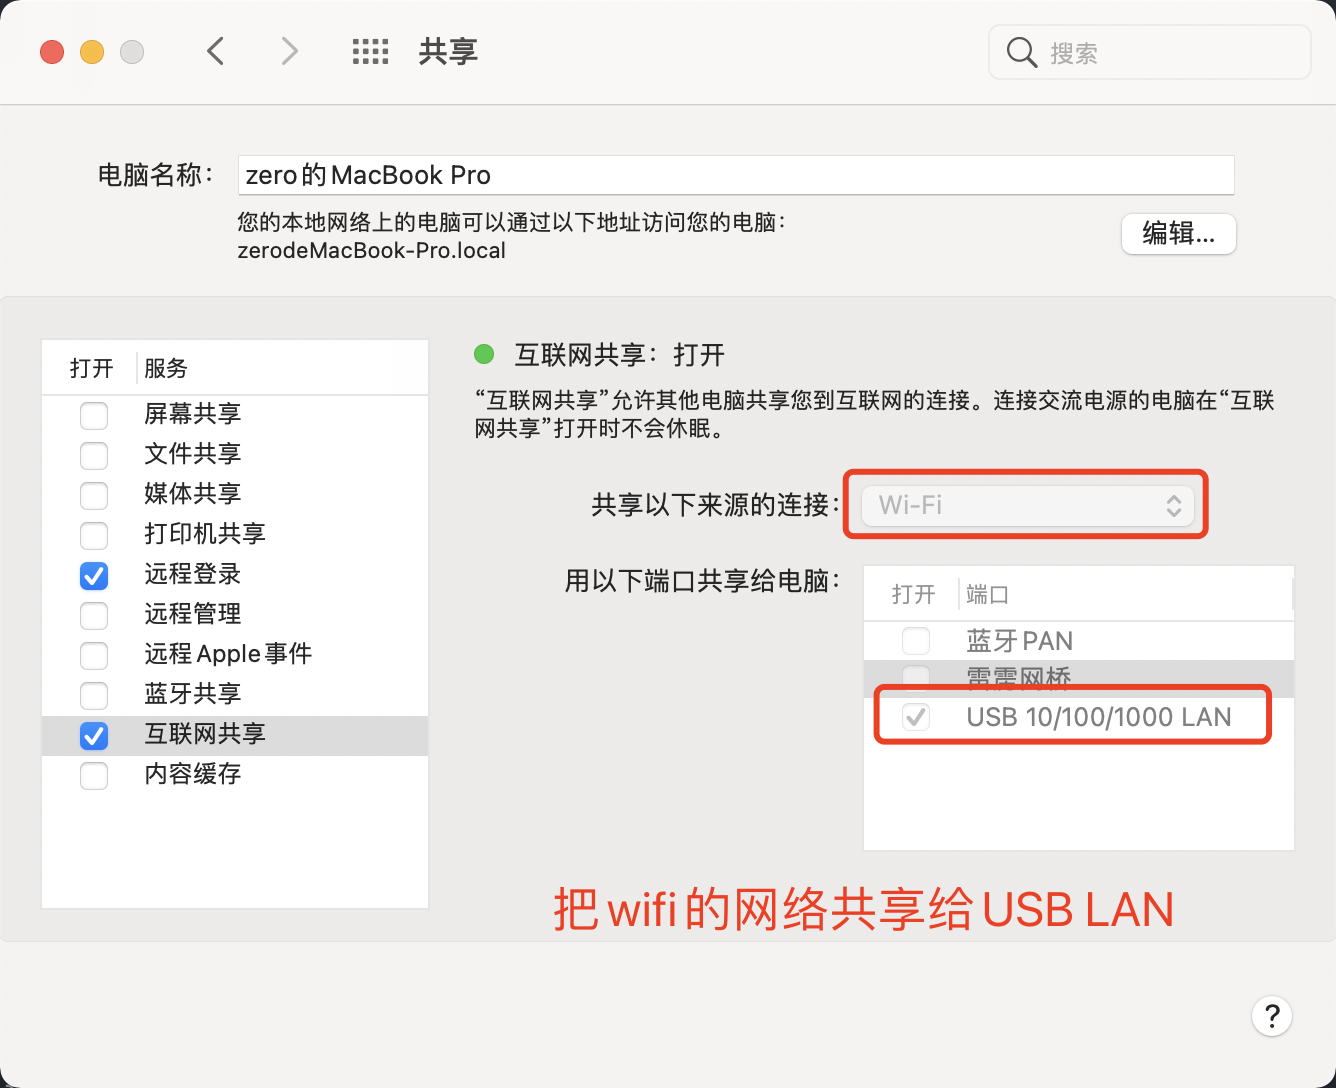 共享
搜索
电脑名称：
zero的MacBook Pro
您的本地网络上的电脑可以通过以下地址访问您的电脑：
zerodeMacBook-Pro.local
编辑...
打开 服务
屏幕共享
文件共享
媒体共享
打印机共享
远程登录
远程管理
远程Apple事件
蓝牙共享
互联网共享
内容缓存
互联网共享：打开
“互联网共享”允许其他电脑共享您到互联网的连接。连接交流电源的电脑在“互联
网共享”打开时不会休眠。
共享以下来源的连接：
Wi-Fi
用以下端口共享给电脑：
打开 端口
蓝牙PAN
雷雳网桥
USB 10/100/1000 LAN
把wifi的网络共享给USB LAN
?